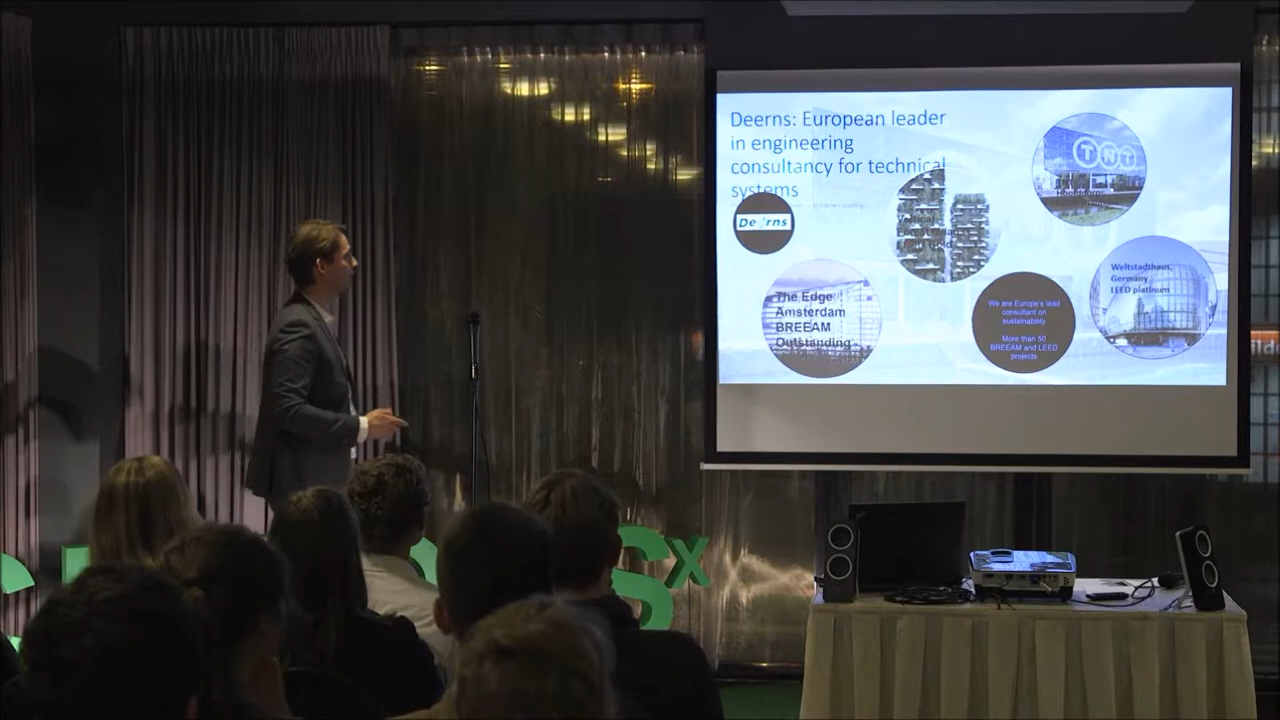 Deerns: European leader
in engineering
consultancy for technical
systems
Deerns
TNT
Vertical
Weltstadthaus,
Germany
LEED platinum
The Edge
Amsterdam
BREEAM
Outstanding
We are Europe's lead
consultant on
sustainability
More than 50
BREEAM and LEED
projects
S
X